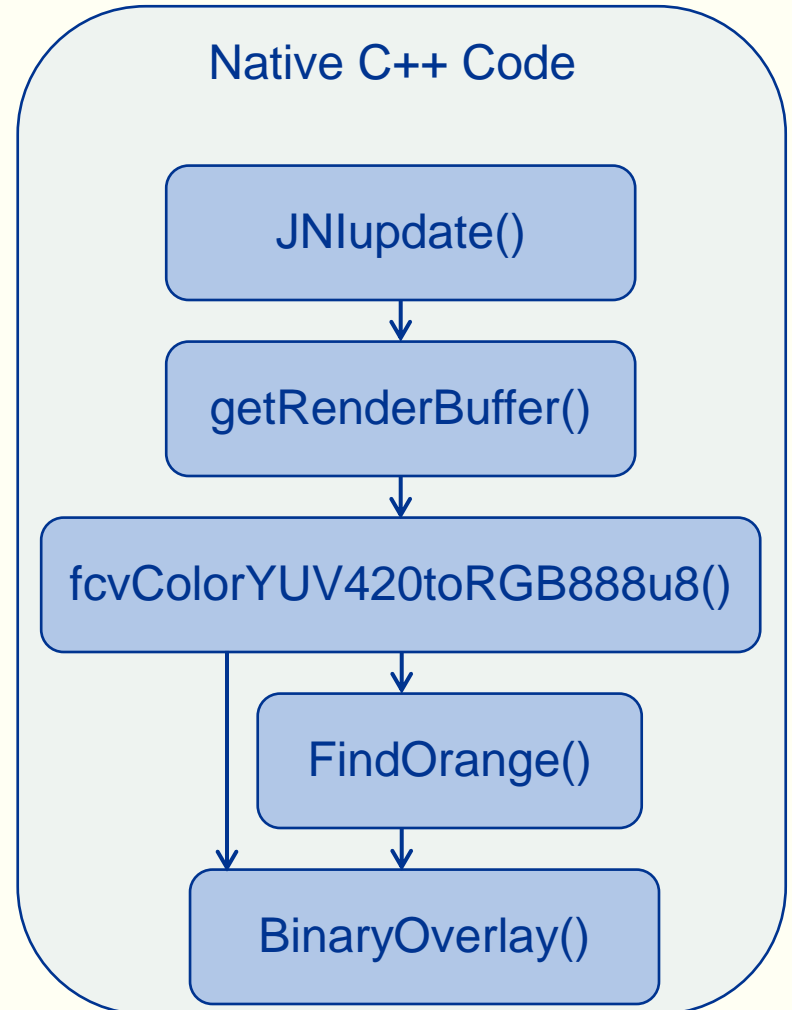 Native C++ Code
JNIupdate()
getRenderBuffer()
fcvColorYUV420toRGB888u8()
FindOrange()
BinaryOverlay()